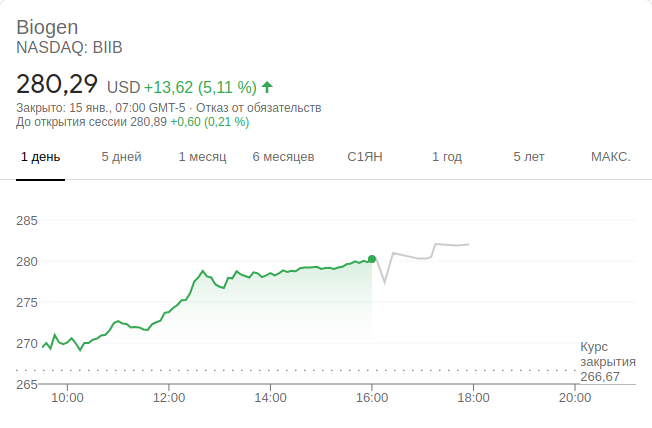 Biogen
NASDAQ: BIIB
280,29 USD +13,62 (5,11 %)
Закрыто: 15 янв., 07:00 GMT-5 · Отказ от обязательств
До открытия сессии 280,89 +0,60 (0,21 %)
1 день 5 дней 1 месяц 6 месяцев С1ЯН 1 год 5 лет МАКС.
285
280
275
270
Курс
закрытия
266,67
265
10:00 12:00 14:00 16:00 18:00 20:00